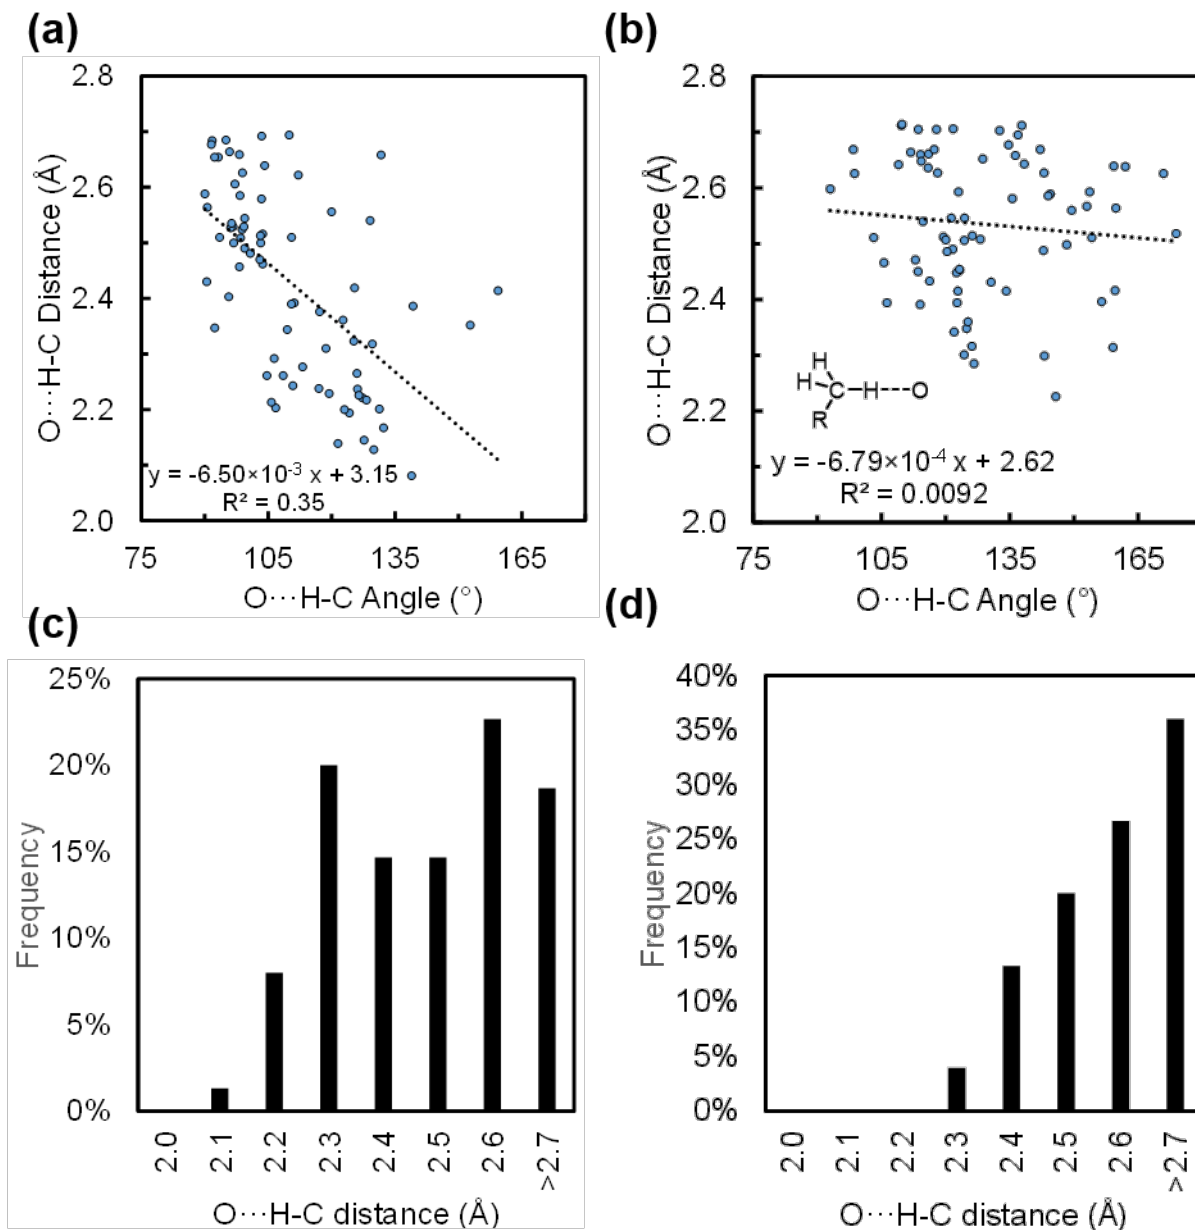 (a)
2.8
2.6
2.4
2.2
2.0
O···H-C Distance (Å)
y = -6.50×10⁻³ x + 3.15
R² = 0.35
75
105
135
165
O···H-C Angle (°)
(b)
2.8
2.6
2.4
2.2
2.0
O···H-C Distance (Å)
H
H C H O
R
y = -6.79×10⁻⁴ x + 2.62
R² = 0.0092
75
105
135
165
O···H-C Angle (°)
(c)
25%
20%
15%
10%
5%
0%
Frequency
2.0
2.1
2.2
2.3
2.4
2.5
2.6
>2.7
O···H-C distance (Å)
(d)
40%
35%
30%
25%
20%
15%
10%
5%
0%
Frequency
2.0
2.1
2.2
2.3
2.4
2.5
2.6
>2.7
O···H-C distance (Å)